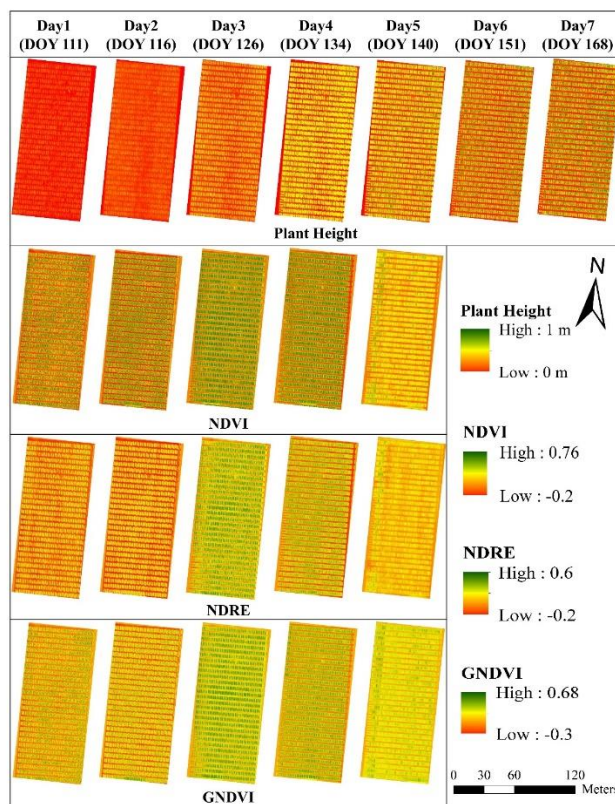 Day1 Day2 Day3 Day4 Day5 Day6 Day7
(DOY 111) (DOY 116) (DOY 126) (DOY 134) (DOY 140) (DOY 151) (DOY 168)
Plant Height
NDVI
NDRE
GNDVI
N
Plant Height
High : 1 m
Low : 0 m
NDVI
High : 0.76
Low : -0.2
NDRE
High : 0.6
Low : -0.2
GNDVI
High : 0.68
Low : -0.3
0 30 60 120
Meters